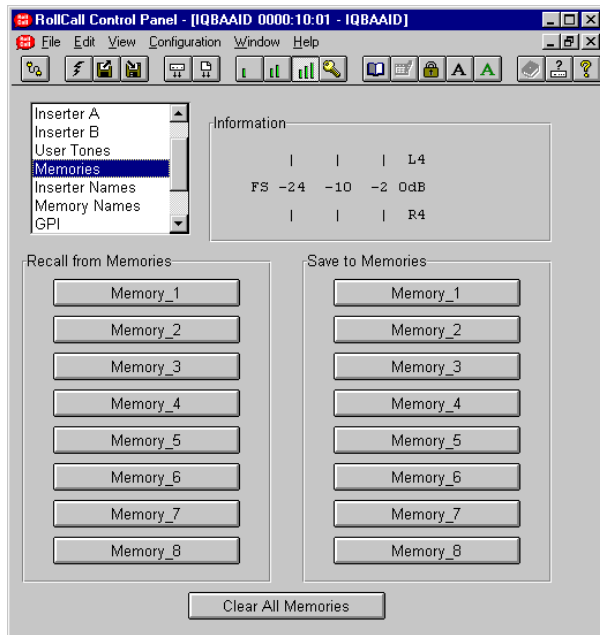 RollCall Control Panel - [IQBAAID 0000:10:01 - IQBAAID]
File Edit View Configuration Window Help
A A ?
Inserter A
Inserter B
User Tones
Memories
Inserter Names
Memory Names
GPI
Information
| | | L4
FS -24 -10 -2 0dB
| | | R4
Recall from Memories
Save to Memories
Memory_1 Memory_1
Memory_2 Memory_2
Memory_3 Memory_3
Memory_4 Memory_4
Memory_5 Memory_5
Memory_6 Memory_6
Memory_7 Memory_7
Memory_8 Memory_8
Clear All Memories